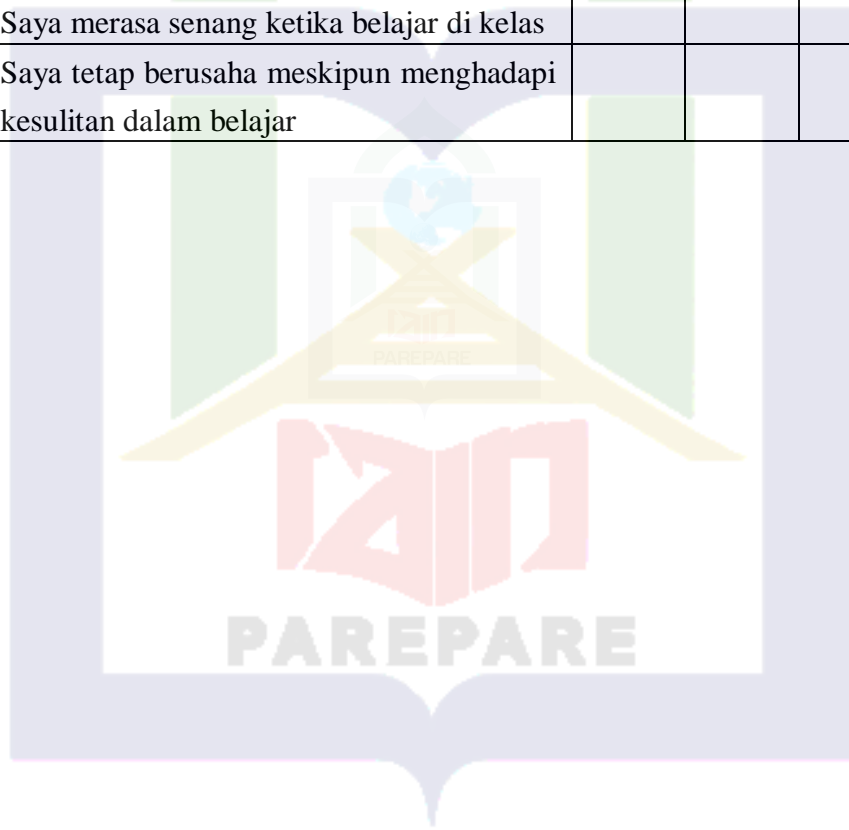 Saya merasa senang ketika belajar di kelas
Saya tetap berusaha meskipun menghadapi
kesulitan dalam belajar
PAREPARE
PAREPARE